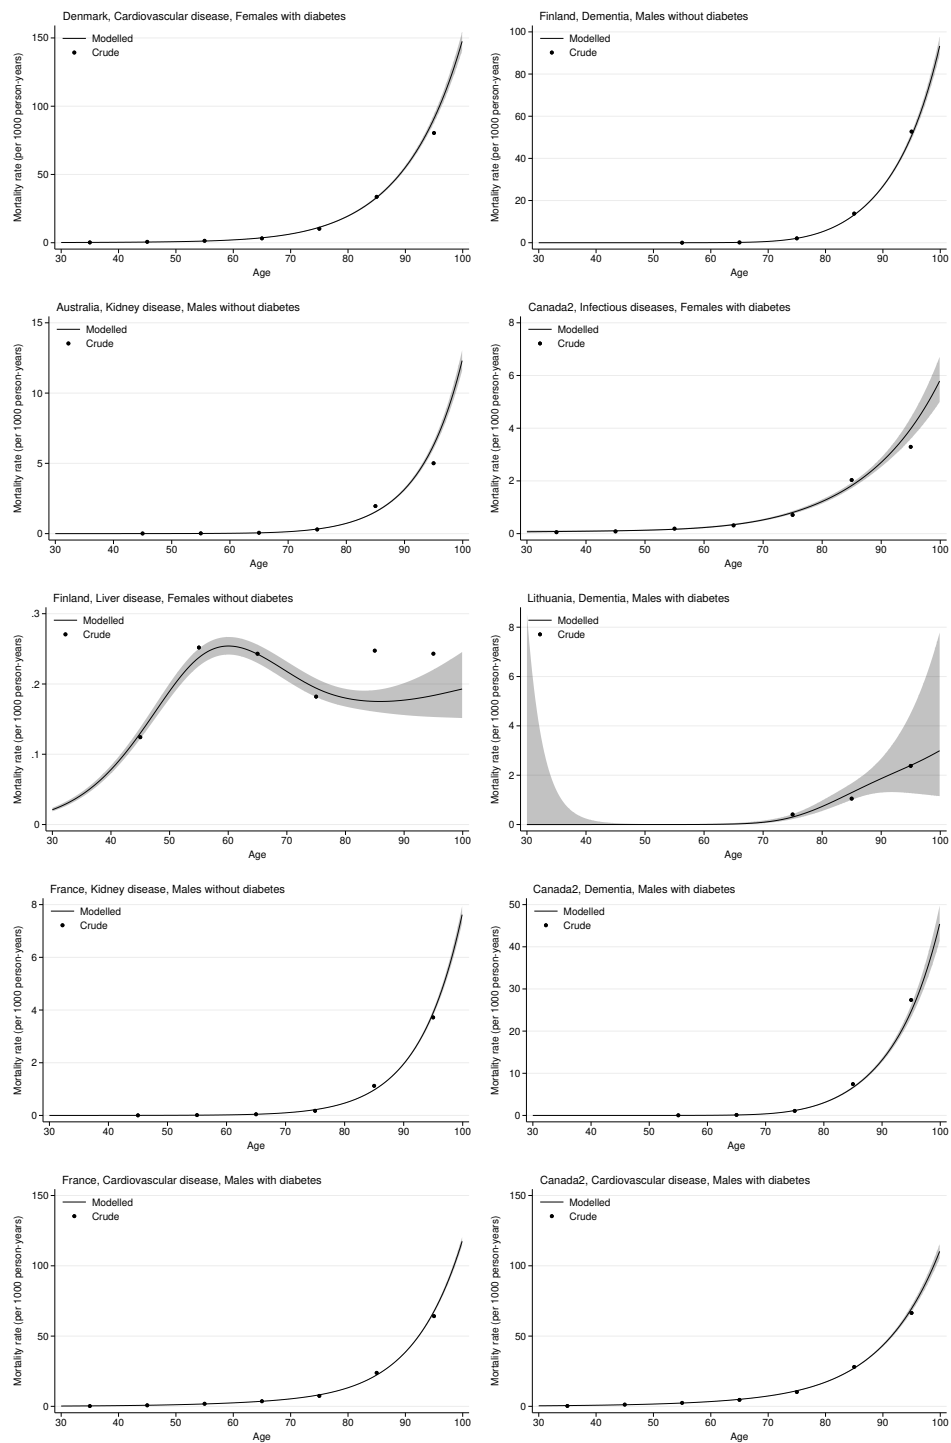 Denmark, Cardiovascular disease, Females with diabetes
Modelled
Crude
Mortality rate (per 1000 person-years)
150
100
50
0
30 40 50 60 70 80 90 100
Age
Finland, Dementia, Males without diabetes
Modelled
Crude
Mortality rate (per 1000 person-years)
100
80
60
40
20
0
30 40 50 60 70 80 90 100
Age
Australia, Kidney disease, Males without diabetes
Modelled
Crude
Mortality rate (per 1000 person-years)
15
10
5
0
30 40 50 60 70 80 90 100
Age
Canada2, Infectious diseases, Females with diabetes
Modelled
Crude
Mortality rate (per 1000 person-years)
8
6
4
2
0
30 40 50 60 70 80 90 100
Age
Finland, Liver disease, Females without diabetes
Modelled
Crude
Mortality rate (per 1000 person-years)
.3
.2
.1
0
30 40 50 60 70 80 90 100
Age
Lithuania, Dementia, Males with diabetes
Modelled
Crude
Mortality rate (per 1000 person-years)
8
6
4
2
0
30 40 50 60 70 80 90 100
Age
France, Kidney disease, Males without diabetes
Modelled
Crude
Mortality rate (per 1000 person-years)
8
6
4
2
0
30 40 50 60 70 80 90 100
Age
Canada2, Dementia, Males with diabetes
Modelled
Crude
Mortality rate (per 1000 person-years)
50
40
30
20
10
0
30 40 50 60 70 80 90 100
Age
France, Cardiovascular disease, Males with diabetes
Modelled
Crude
Mortality rate (per 1000 person-years)
150
100
50
0
30 40 50 60 70 80 90 100
Age
Canada2, Cardiovascular disease, Males with diabetes
Modelled
Crude
Mortality rate (per 1000 person-years)
150
100
50
0
30 40 50 60 70 80 90 100
Age